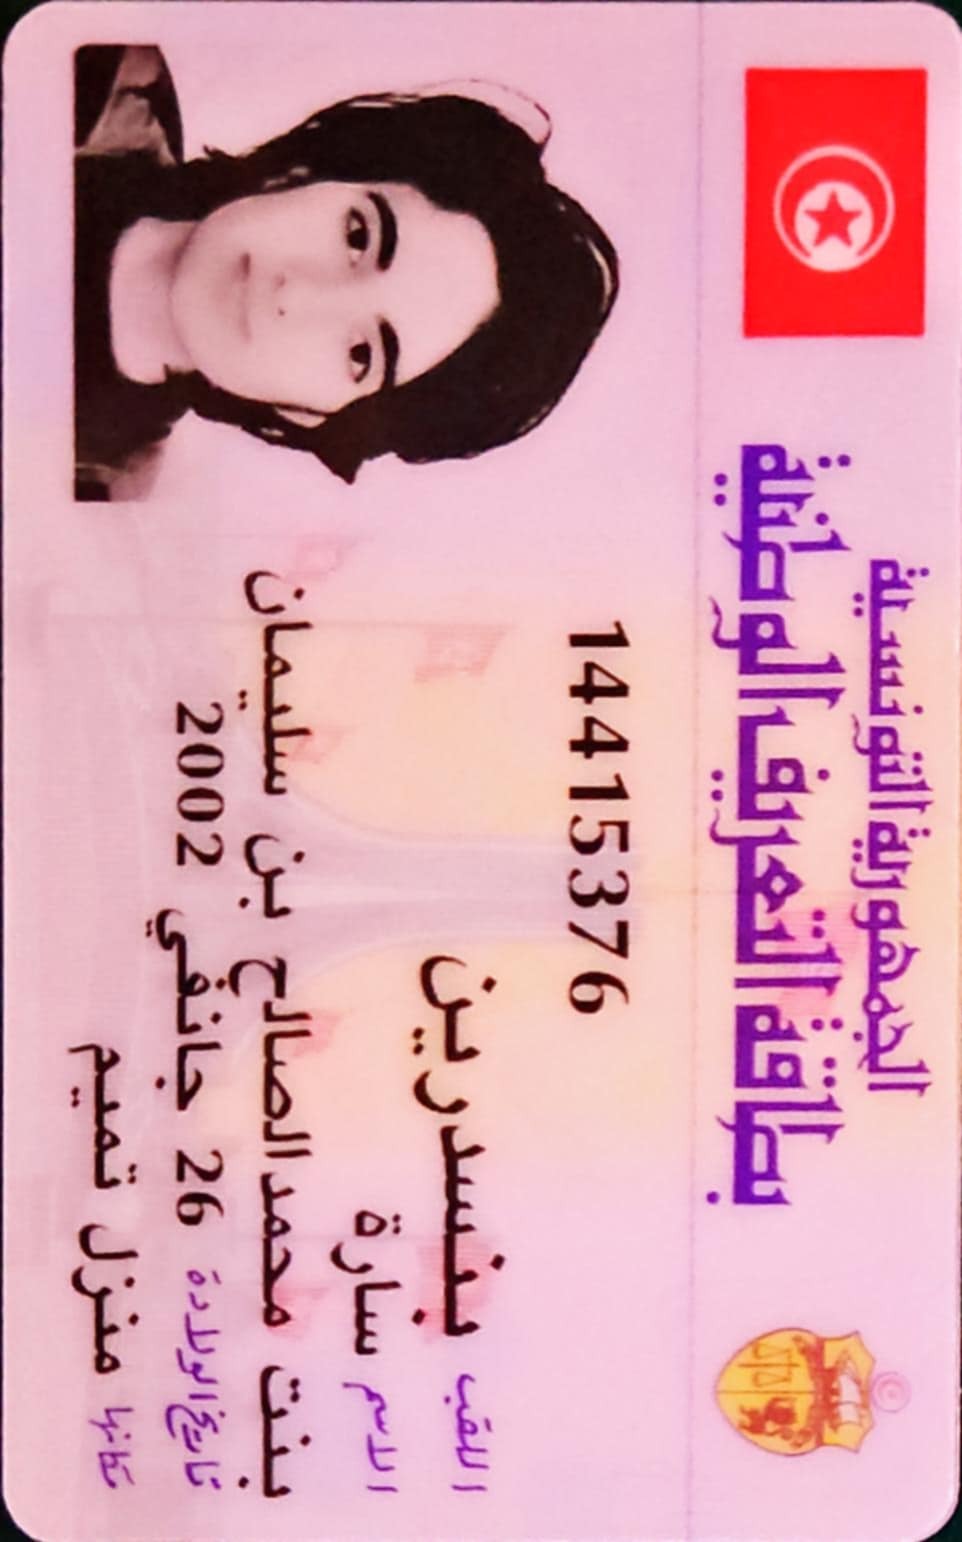 الجمهورية التونسية
بطاقة التعريف الوطنية
14415376
اللقب بنسدرين
الاسم سارة
بنت محمد الصالح بن سليمان
تاريخ الولادة 26 جانفي 2002
مكانها منزل تميم